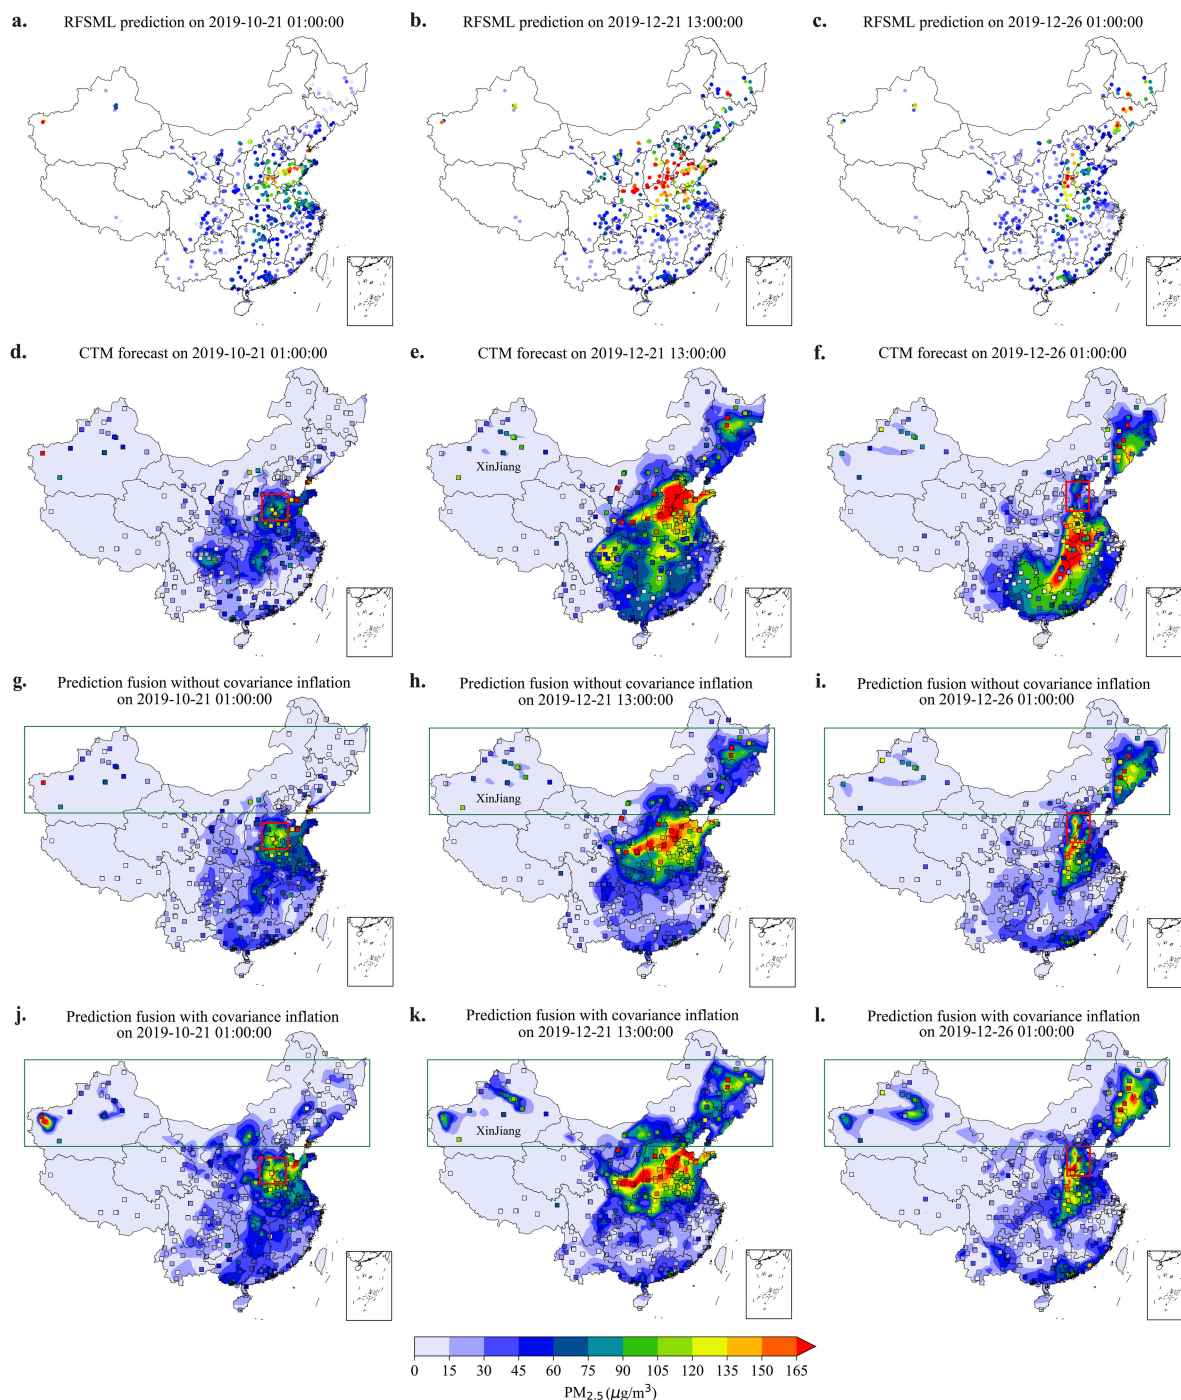 a. RFSML prediction on 2019-10-21 01:00:00
b. RFSML prediction on 2019-12-21 13:00:00
c. RFSML prediction on 2019-12-26 01:00:00
d. CTM forecast on 2019-10-21 01:00:00
e. CTM forecast on 2019-12-21 13:00:00
f. CTM forecast on 2019-12-26 01:00:00
XinJiang
g. Prediction fusion without covariance inflation
on 2019-10-21 01:00:00
h. Prediction fusion without covariance inflation
on 2019-12-21 13:00:00
i. Prediction fusion without covariance inflation
on 2019-12-26 01:00:00
XinJiang
j. Prediction fusion with covariance inflation
on 2019-10-21 01:00:00
k. Prediction fusion with covariance inflation
on 2019-12-21 13:00:00
l. Prediction fusion with covariance inflation
on 2019-12-26 01:00:00
XinJiang
0 15 30 45 60 75 90 105 120 135 150 165
PM2.5 (μg/m³)